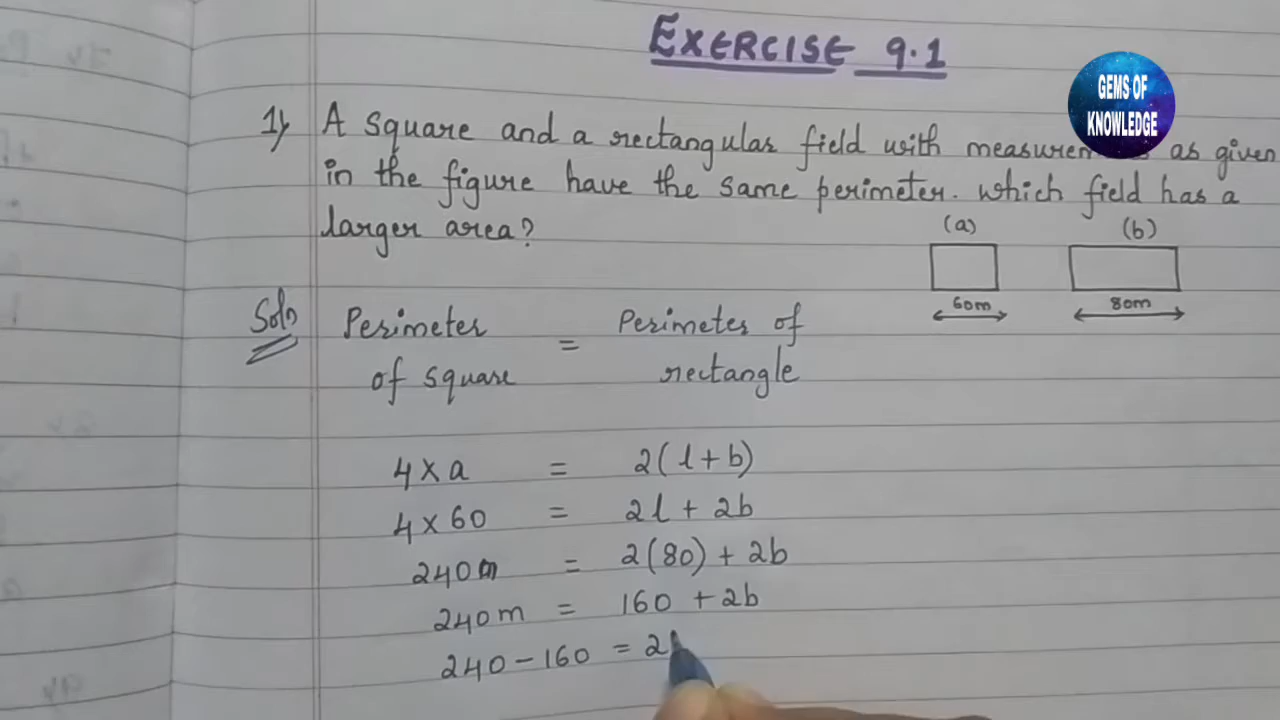 EXERCISE 9.1
GEMS OF
KNOWLEDGE
1) A square and a rectangular field with as given
in the figure have the same perimeter. which field has a
larger area?
(a) (b)
60m 80m
Soln Perimeter of square = Perimeter of rectangle
4 × a = 2(l + b)
4 × 60 = 2l + 2b
240m = 2(80) + 2b
240m = 160 + 2b
240 - 160 = 2